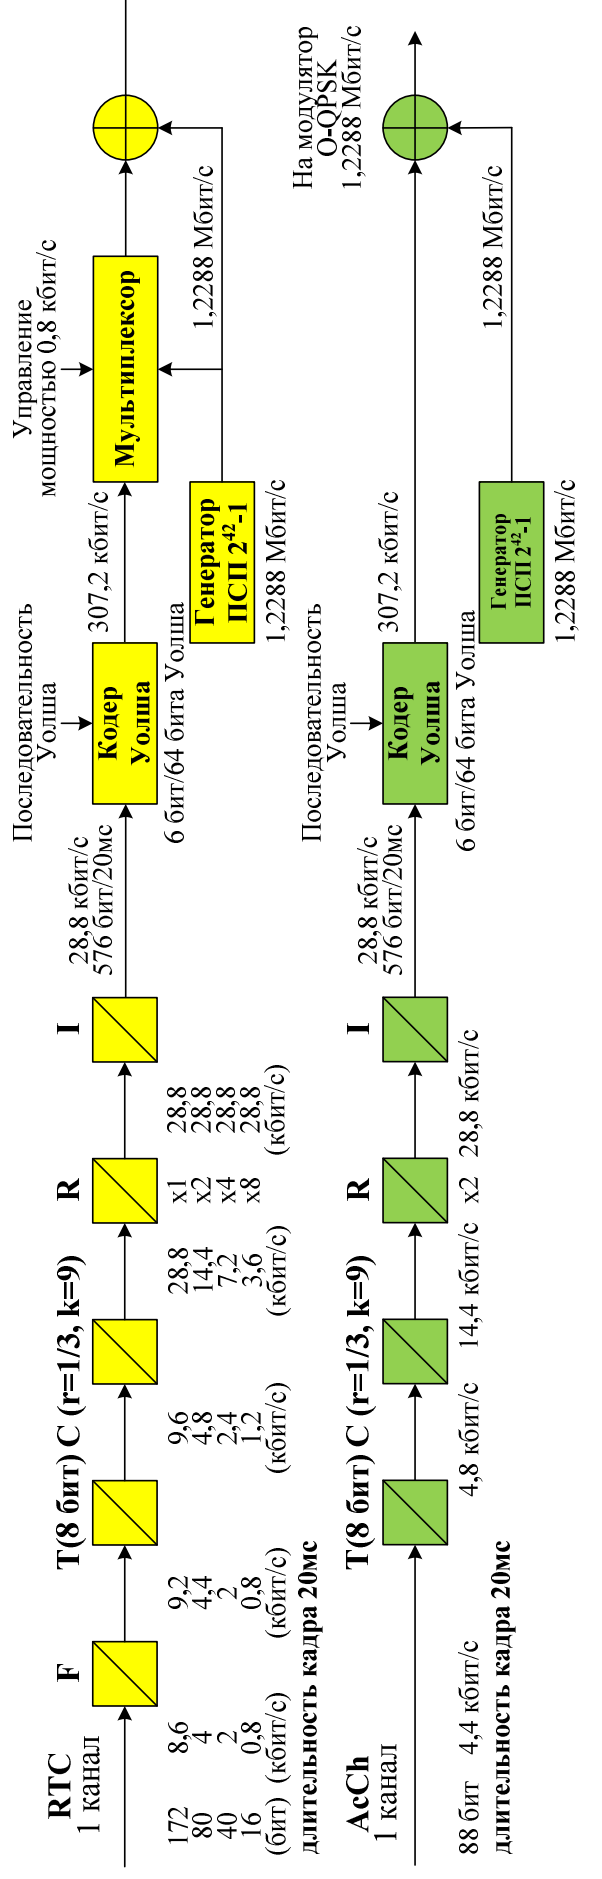 RTC
1 канал
F
T(8 бит)
C (r=1/3, k=9)
R
I
172
80
40
16
(бит)
8,6
4
2
0,8
(кбит/с)
9,2
4,4
2
0,8
(кбит/с)
9,6
4,8
2,4
1,2
(кбит/с)
28,8
14,4
7,2
3,6
(кбит/с)
x1
x2
x4
x8
28,8
28,8
28,8
28,8
(кбит/с)
длительность кадра 20мс
28,8 кбит/с
576 бит/20мс
Последовательность
Уолша
Кодер
Уолша
6 бит/64 бита Уолша
307,2 кбит/с
Управление
мощностью 0,8 кбит/с
Мультиплексор
Генератор
ПСП 2⁴²-1
1,2288 Мбит/с
1,2288 Мбит/с
AcCh
1 канал
T(8 бит)
C (r=1/3, k=9)
R
I
88 бит
4,4 кбит/с
4,8 кбит/с
14,4 кбит/с
x2
28,8 кбит/с
длительность кадра 20мс
28,8 кбит/с
576 бит/20мс
Последовательность
Уолша
Кодер
Уолша
6 бит/64 бита Уолша
307,2 кбит/с
Генератор
ПСП 2⁴²-1
1,2288 Мбит/с
1,2288 Мбит/с
На модулятор
O-QPSK
1,2288 Мбит/с